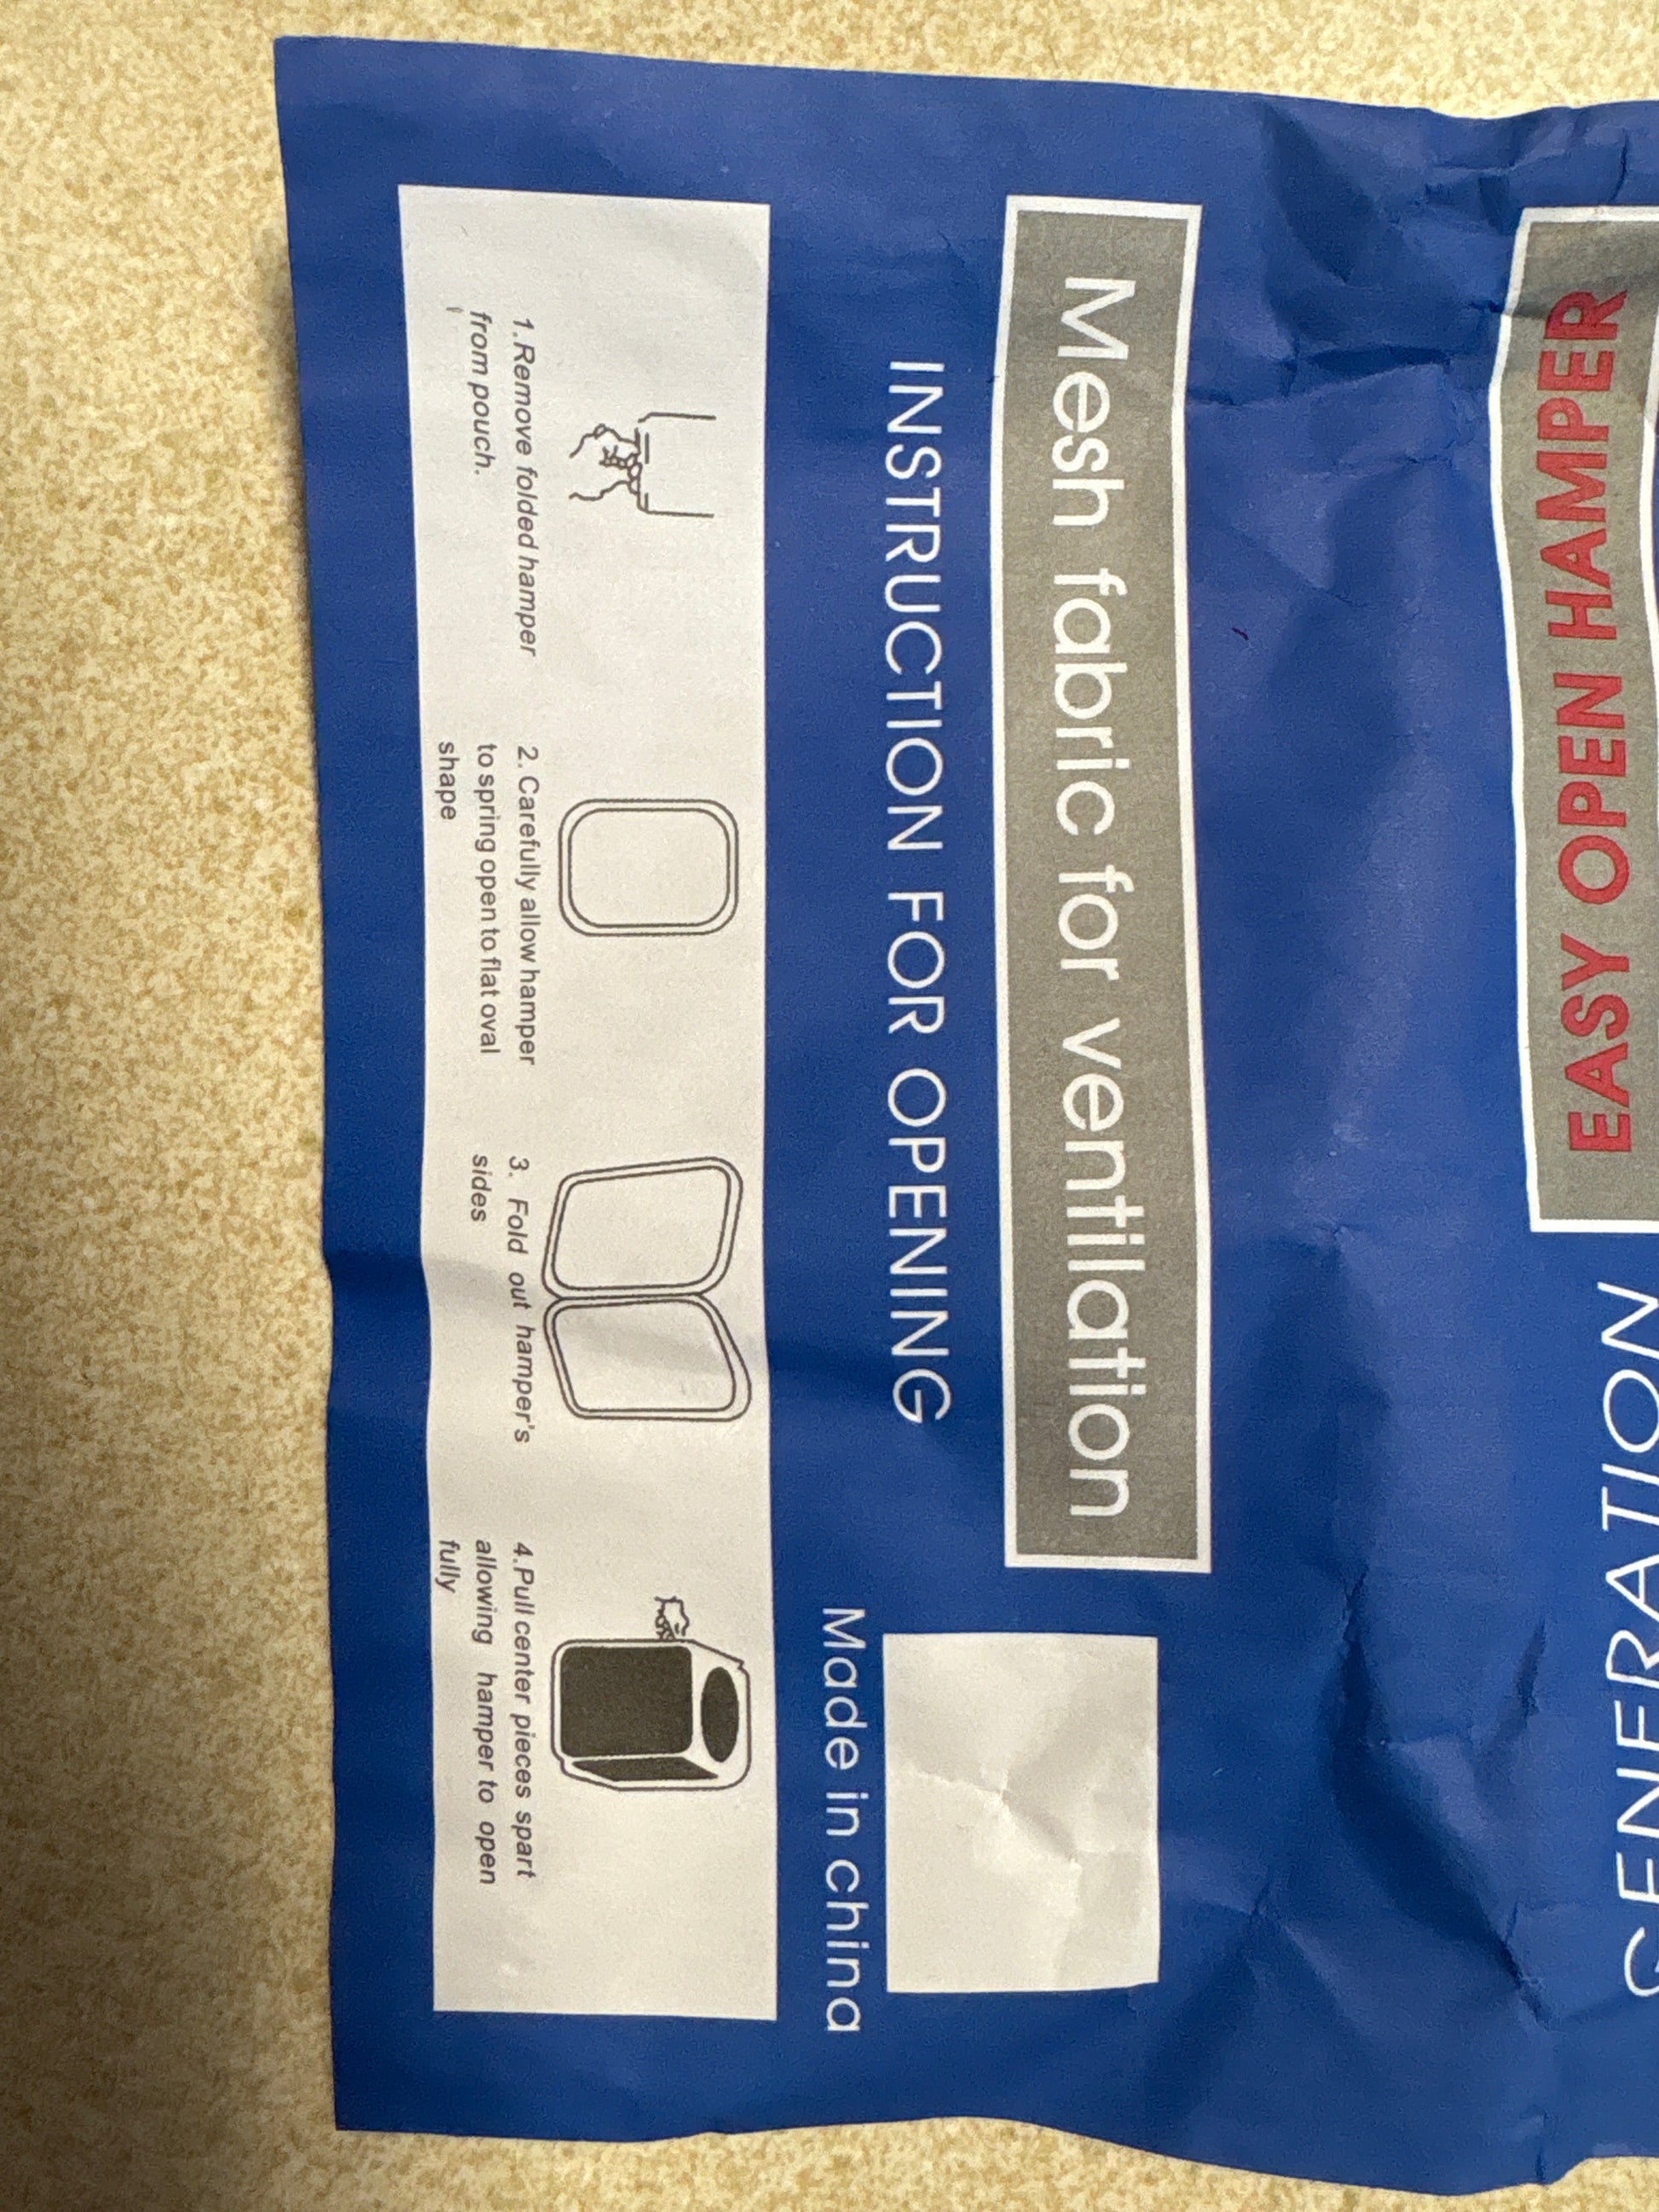 EASY OPEN HAMPER
GENERATION
Mesh fabric for ventilation
INSTRUCTION FOR OPENING
Made in china
1.Remove folded hamper
from pouch.
2. Carefully allow hamper
to spring open to flat oval
shape
3. Fold out hamper's
sides
4.Pull center pieces spart
allowing hamper to open
fully